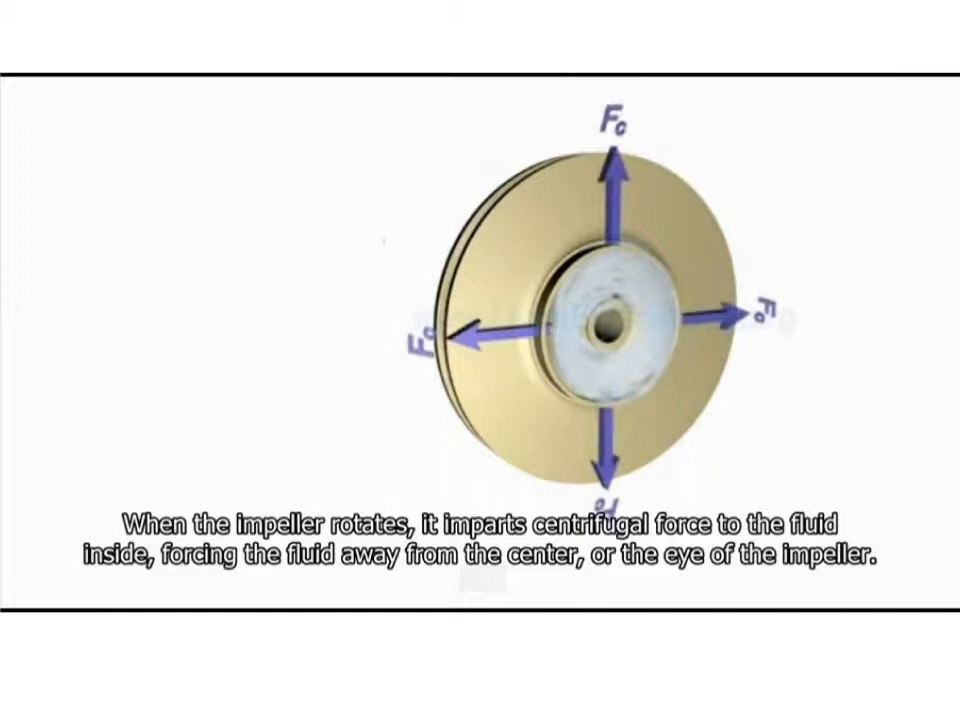 Fc
Fc
Fc
Fc
When the impeller rotates, it imparts centrifugal force to the fluid
inside, forcing the fluid away from the center, or the eye of the impeller.